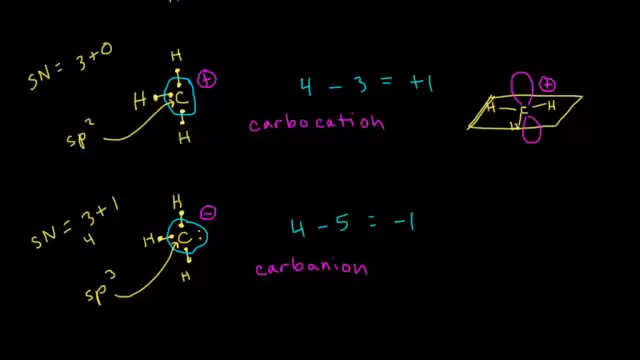 SN = 3+0
H
H C ⊕
H
sp²
4 - 3 = +1
carbocation
⊕
H C H
H
SN = 3+1
4
H
H C : ⊖
H
sp³
4 - 5 = -1
carbanion